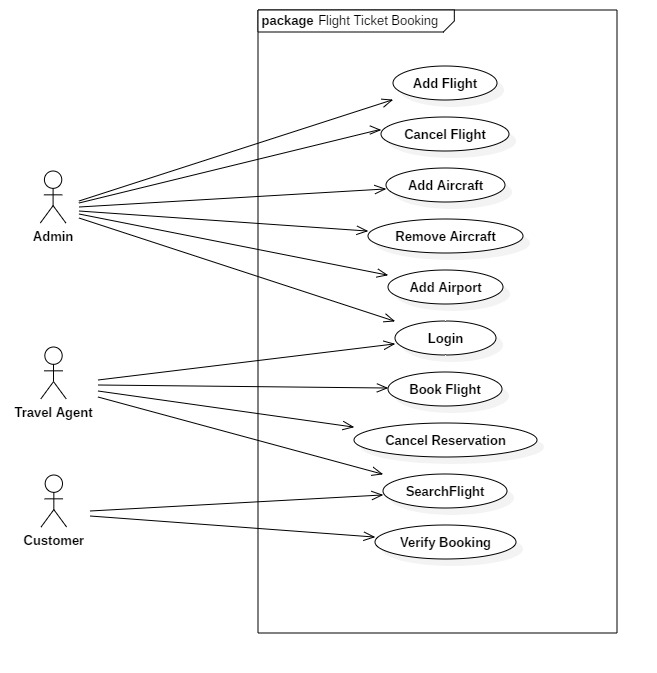 package Flight Ticket Booking
Add Flight
Cancel Flight
Add Aircraft
Admin
Remove Aircraft
Add Airport
Login
Book Flight
Travel Agent
Cancel Reservation
SearchFlight
Customer
Verify Booking